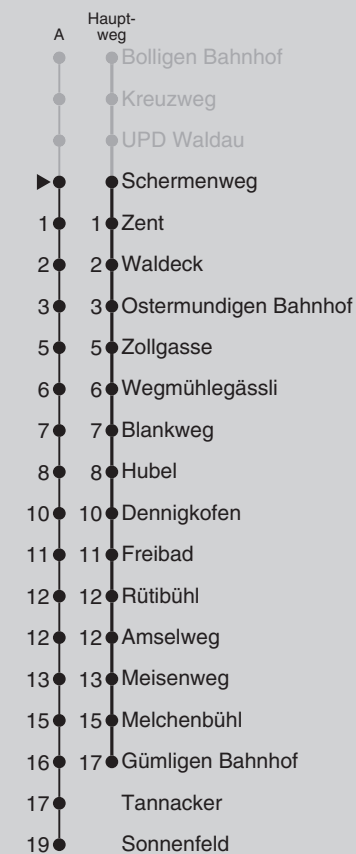 A Haupt-
weg
Bolligen Bahnhof
Kreuzweg
UPD Waldau
Schermenweg
1 1 Zent
2 2 Waldeck
3 3 Ostermundigen Bahnhof
5 5 Zollgasse
6 6 Wegmühlegässli
7 7 Blankweg
8 8 Hubel
10 10 Dennigkofen
11 11 Freibad
12 12 Rütibühl
12 12 Amselweg
13 13 Meisenweg
15 15 Melchenbühl
16 17 Gümligen Bahnhof
17 Tannacker
19 Sonnenfeld